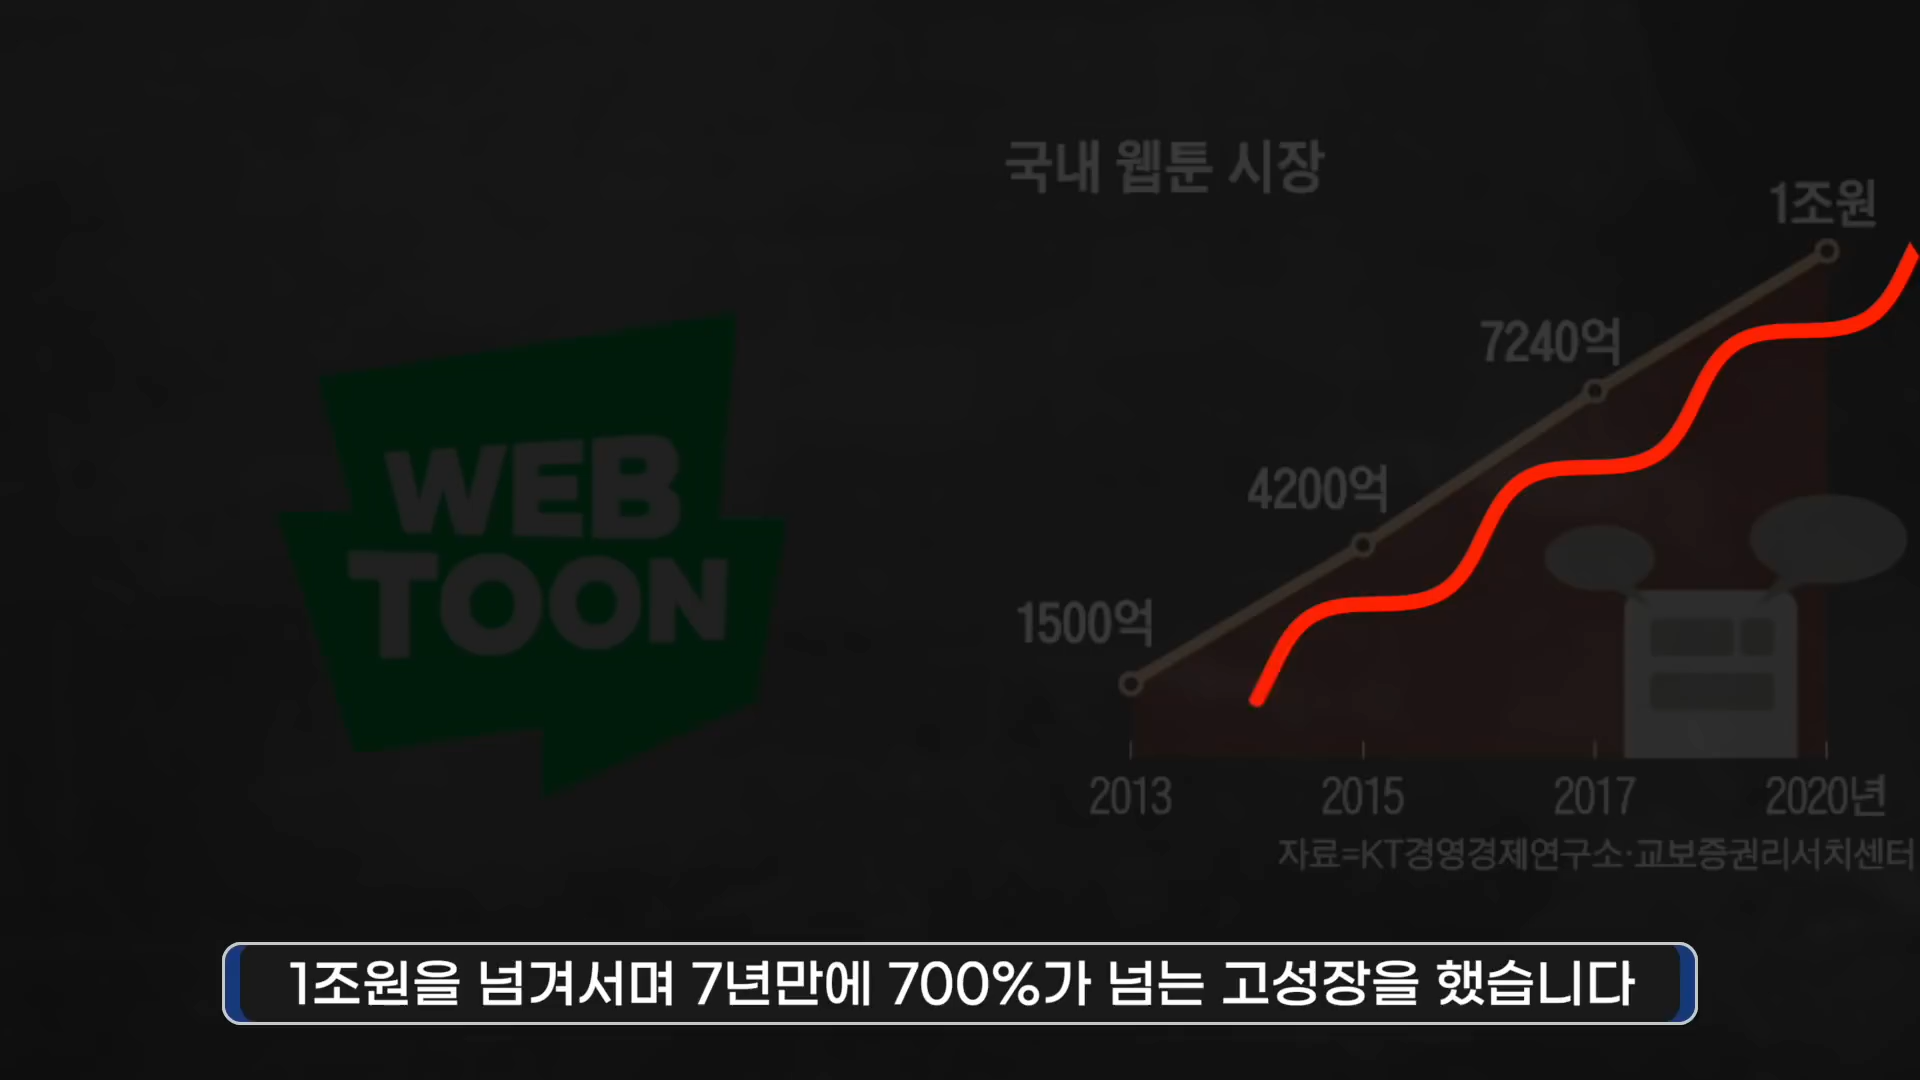 국내 웹툰 시장
1조원
7240억
4200억
1500억
WEB
TOON
2013 2015 2017 2020년
자료=KT경영경제연구소·교보증권리서치센터
1조원을 넘겨서며 7년만에 700%가 넘는 고성장을 했습니다